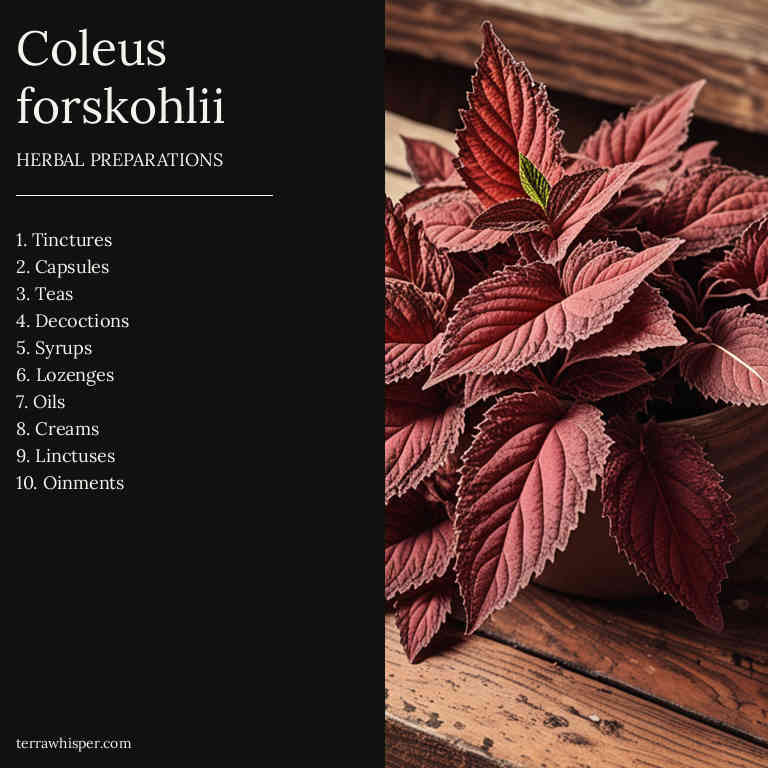 Coleus
forskohlii
HERBAL PREPARATIONS
1. Tinctures
2. Capsules
3. Teas
4. Decoctions
5. Syrups
6. Lozenges
7. Oils
8. Creams
9. Linctuses
10. Oinments
terrawhisper.com